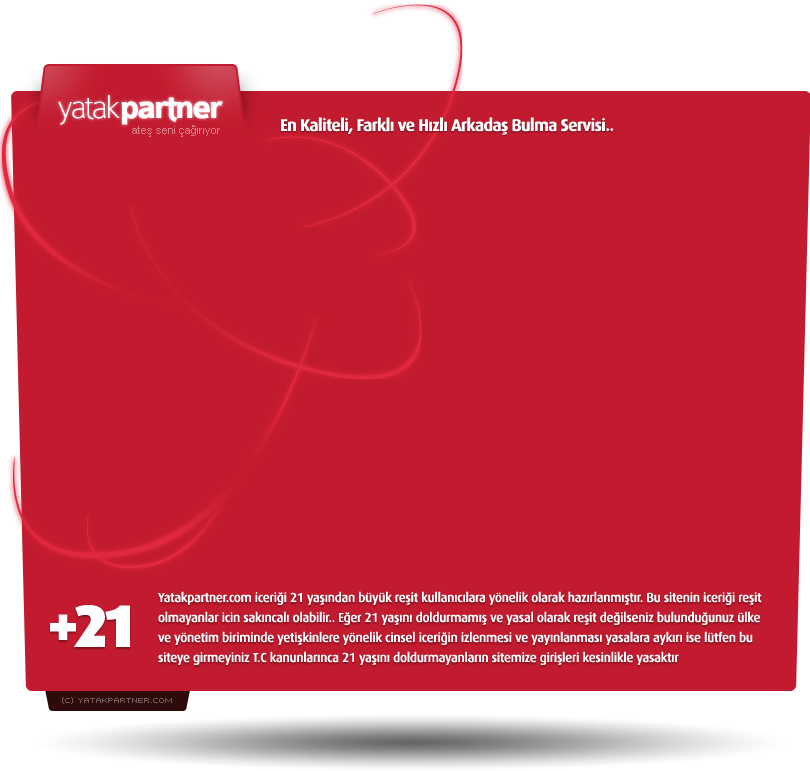 yatakpartner
ateş seni çağırıyor
En Kaliteli, Farklı ve Hızlı Arkadaş Bulma Servisi..
+21
Yatakpartner.com iceriği 21 yaşından büyük reşit kullanıcılara yönelik olarak hazırlanmıştır. Bu sitenin iceriği reşit
olmayanlar icin sakıncalı olabilir.. Eğer 21 yaşını doldurmamış ve yasal olarak reşit değilseniz bulunduğunuz ülke
ve yönetim biriminde yetişkinlere yönelik cinsel iceriğin izlenmesi ve yayınlanması yasalara aykırı ise lütfen bu
siteye girmeyiniz T.C kanunlarınca 21 yaşını doldurmayanların sitemize girişleri kesinlikle yasaktır
(C) YATAKPARTNER.COM